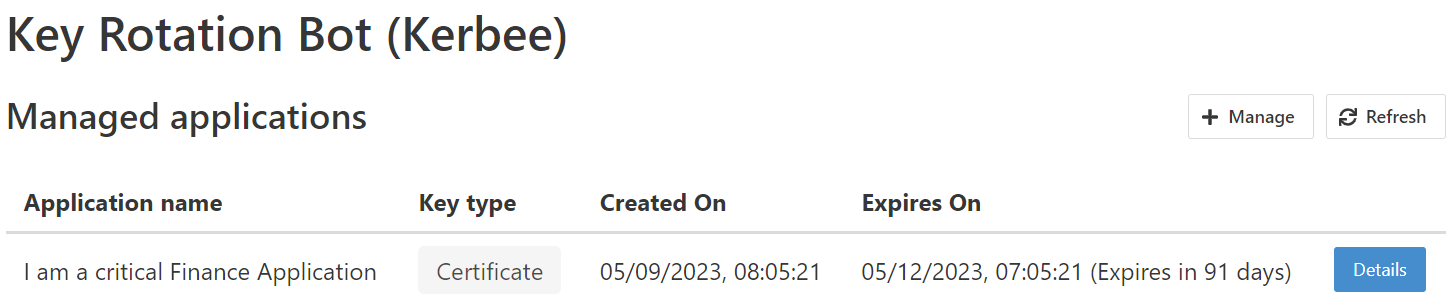 Key Rotation Bot (Kerbee)
Managed applications
Manage Refresh
Application name Key type Created On Expires On
I am a critical Finance Application Certificate 05/09/2023, 08:05:21 05/12/2023, 07:05:21 (Expires in 91 days) Details